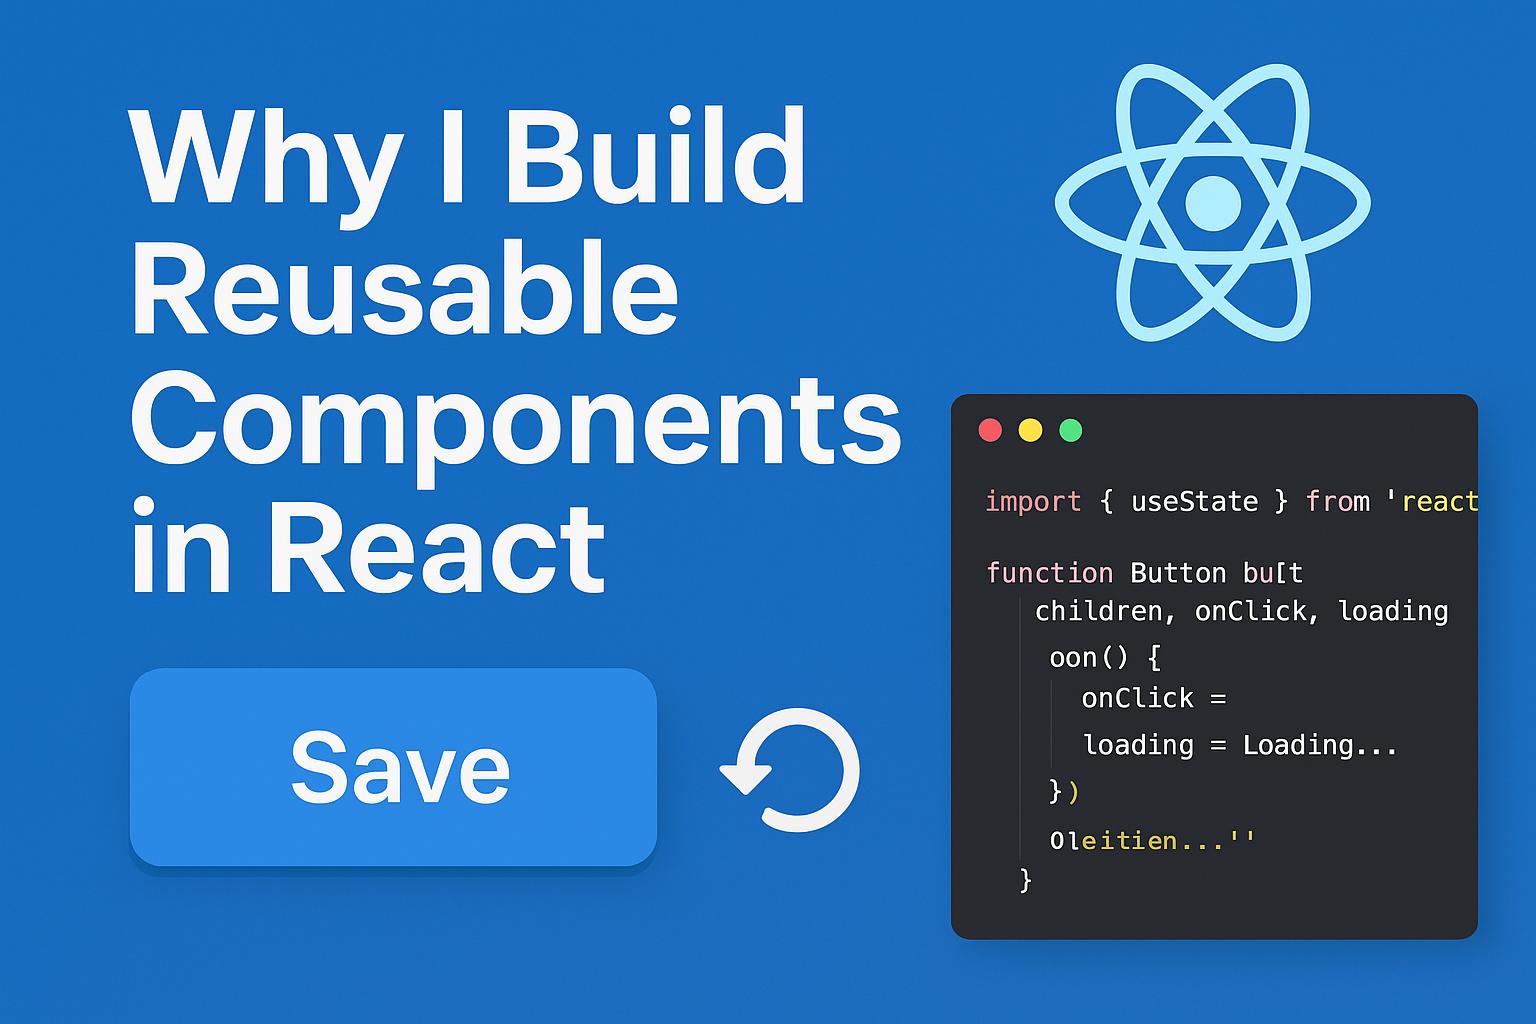 Why I Build
Reusable
Components
in React
Save
import { useState } from 'react
function Button bu[t
children, onClick, loading
oon() {
onClick =
loading = Loading...
})
Oleitien...''
}